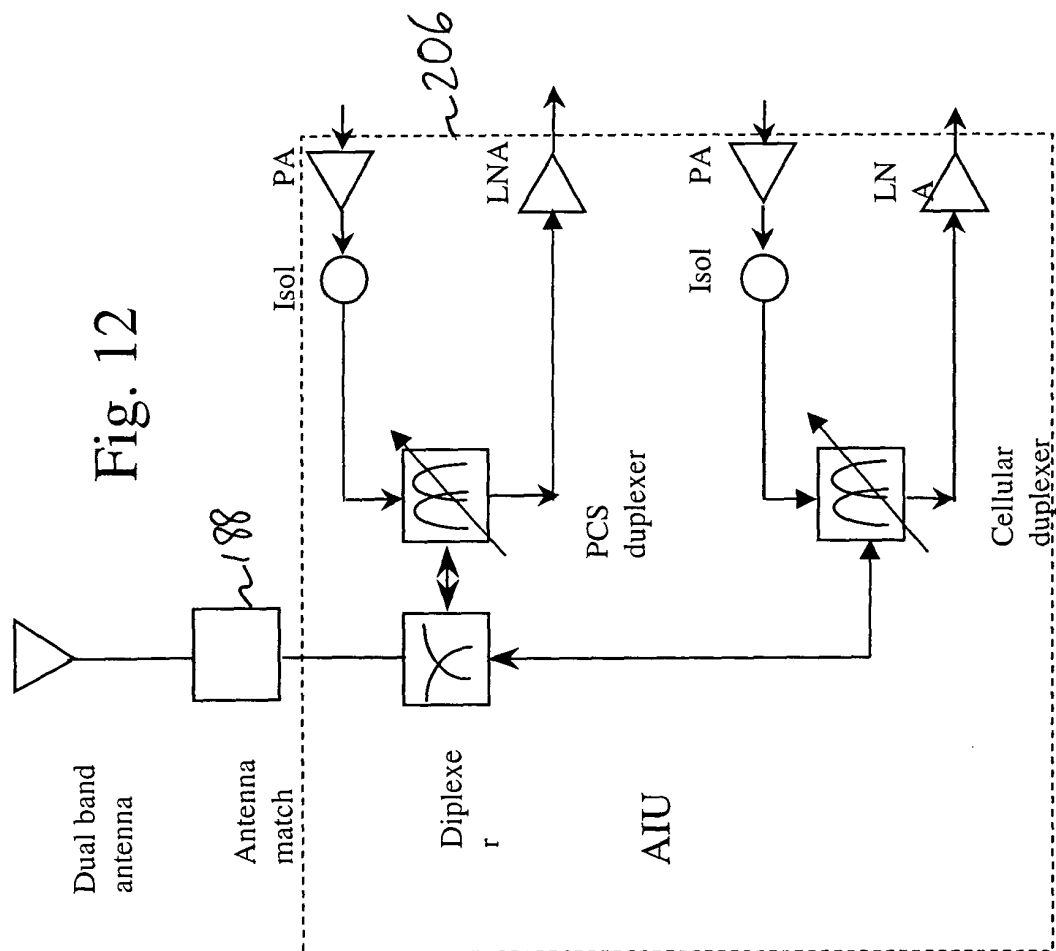 Fig. 12
Dual band
antenna
Antenna
match
~188
Diplexe
r
AIU
PCS
duplexer
Isol
PA
LNA
~206
Cellular
duplexer
Isol
PA
LN
A